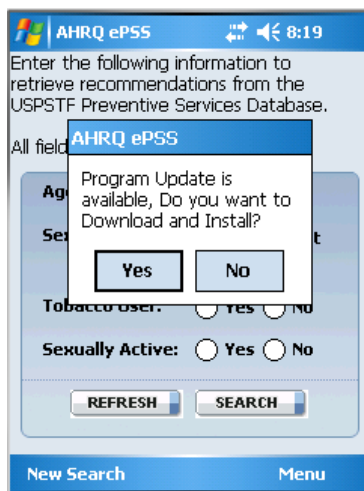 AHRQ ePSS 8:19
Enter the following information to
retrieve recommendations from the
USPSTF Preventive Services Database.
All field
AHRQ ePSS
Program Update is
available, Do you want to
Download and Install?
Yes No
Tobacco User: Yes No
Sexually Active: Yes No
REFRESH SEARCH
New Search Menu